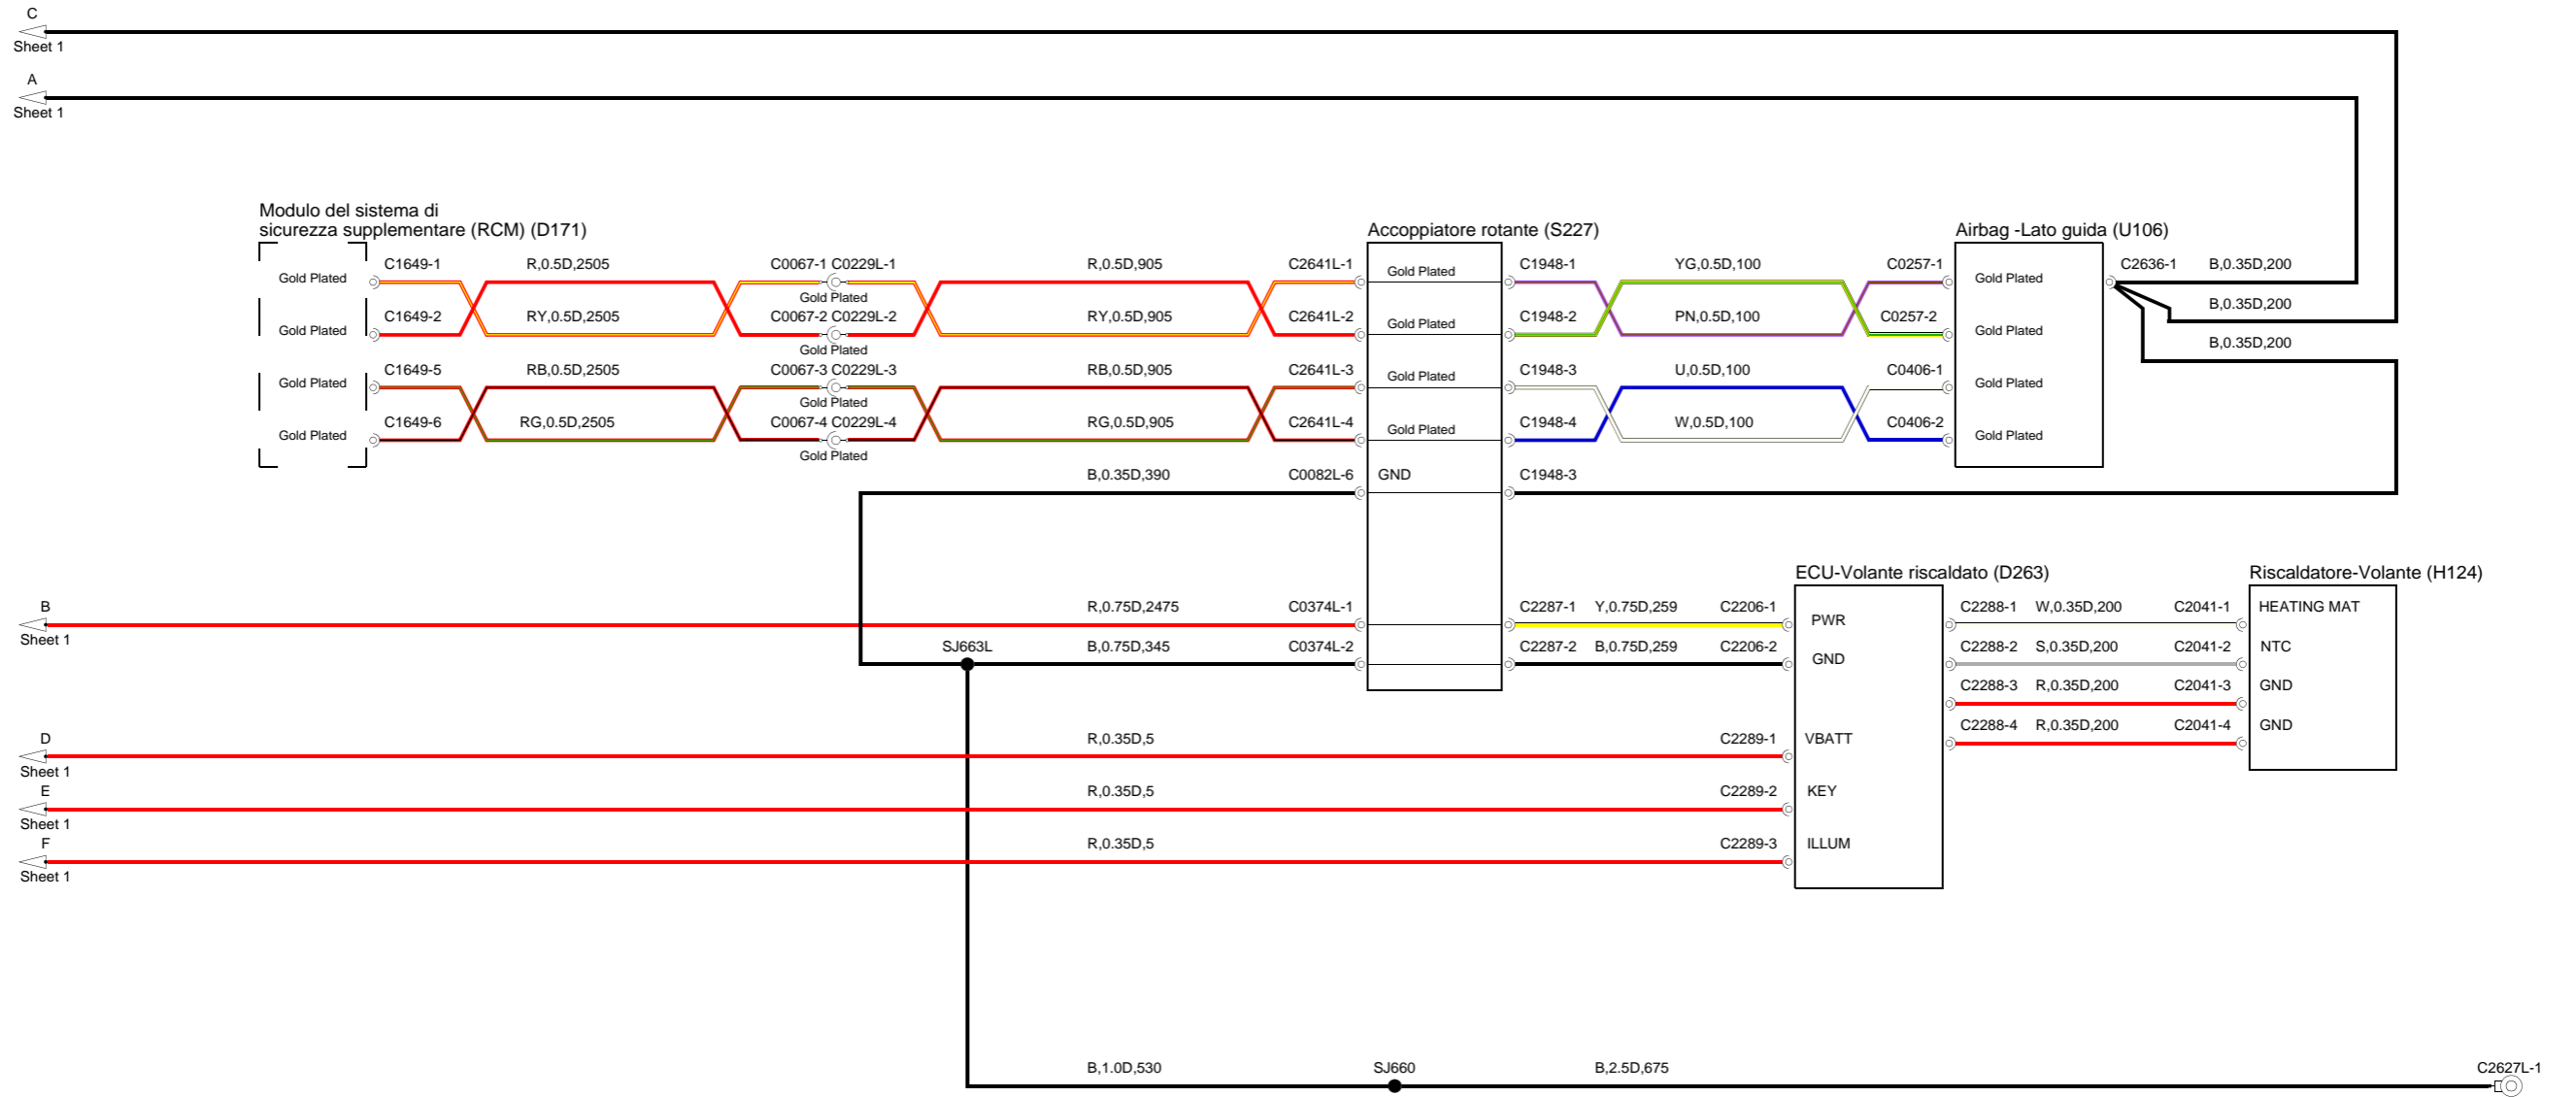 C
Sheet 1
A
Sheet 1
Modulo del sistema di
sicurezza supplementare (RCM) (D171)
Accoppiatore rotante (S227)
Airbag -Lato guida (U106)
Gold Plated
C1649-1
R,0.5D,2505
C0067-1 C0229L-1
Gold Plated
R,0.5D,905
C2641L-1
Gold Plated
C1948-1
YG,0.5D,100
C0257-1
Gold Plated
C2636-1
B,0.35D,200
B,0.35D,200
Gold Plated
C1649-2
RY,0.5D,2505
C0067-2 C0229L-2
Gold Plated
RY,0.5D,905
C2641L-2
Gold Plated
C1948-2
PN,0.5D,100
C0257-2
Gold Plated
B,0.35D,200
Gold Plated
C1649-5
RB,0.5D,2505
C0067-3 C0229L-3
Gold Plated
RB,0.5D,905
C2641L-3
Gold Plated
C1948-3
U,0.5D,100
C0406-1
Gold Plated
Gold Plated
C1649-6
RG,0.5D,2505
C0067-4 C0229L-4
Gold Plated
RG,0.5D,905
C2641L-4
Gold Plated
C1948-4
W,0.5D,100
C0406-2
Gold Plated
B,0.35D,390
C0082L-6
GND
C1948-3
ECU-Volante riscaldato (D263)
Riscaldatore-Volante (H124)
B
Sheet 1
R,0.75D,2475
C0374L-1
C2287-1
Y,0.75D,259
C2206-1
PWR
C2288-1
W,0.35D,200
C2041-1
HEATING MAT
SJ663L
B,0.75D,345
C0374L-2
C2287-2
B,0.75D,259
C2206-2
GND
C2288-2
S,0.35D,200
C2041-2
NTC
C2288-3
R,0.35D,200
C2041-3
GND
C2288-4
R,0.35D,200
C2041-4
GND
D
Sheet 1
R,0.35D,5
C2289-1
VBATT
E
Sheet 1
R,0.35D,5
C2289-2
KEY
F
Sheet 1
R,0.35D,5
C2289-3
ILLUM
B,1.0D,530
SJ660
B,2.5D,675
C2627L-1